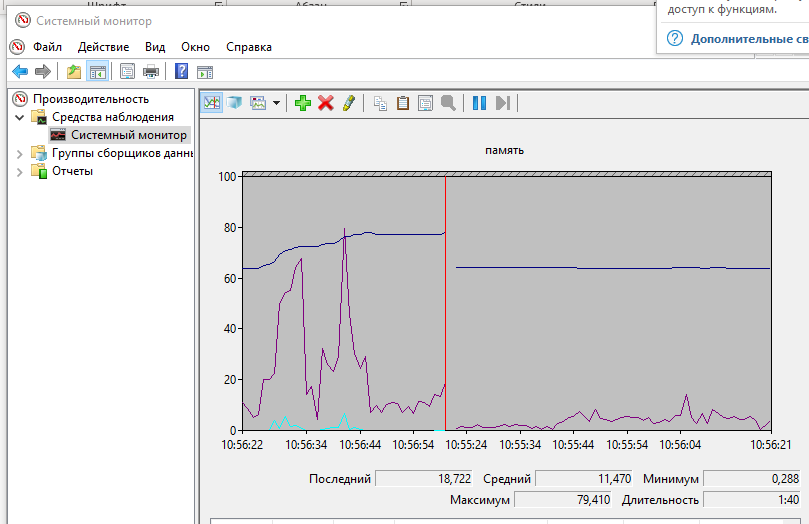 Шрифт Абзац Стили
доступ к функциям.
Дополнительные св
Системный монитор
Файл Действие Вид Окно Справка
Производительность
Средства наблюдения
Системный монитор
Группы сборщиков данны
Отчеты
память
100
80
60
40
20
0
10:56:22 10:56:34 10:56:44 10:56:54 10:55:24 10:55:34 10:55:44 10:55:54 10:56:04 10:56:21
Последний 18,722 Средний 11,470 Минимум 0,288
Максимум 79,410 Длительность 1:40